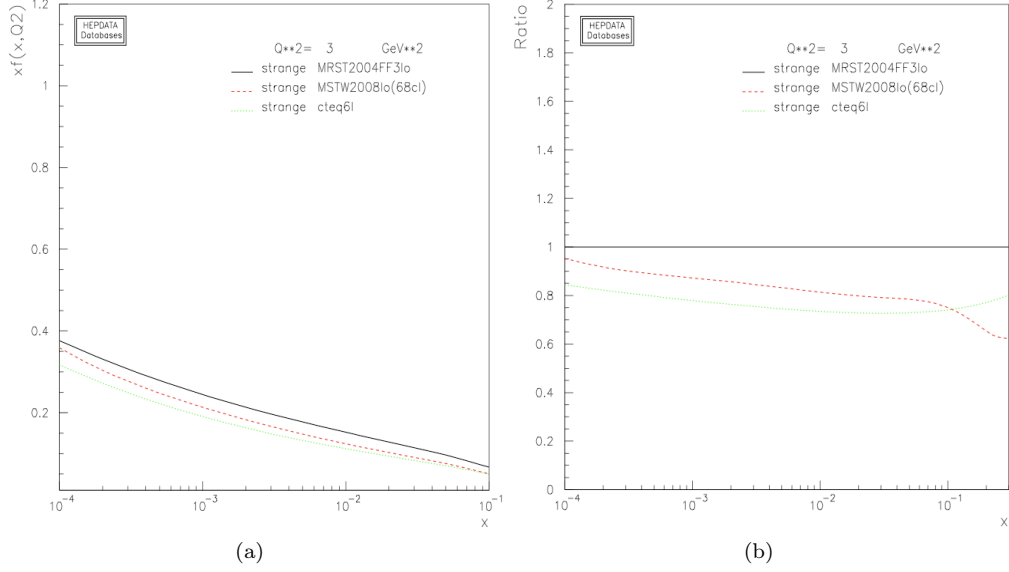 HEPDATA
Databases
Q**2= 3 GeV**2
strange MRST2004FF3lo
strange MSTW2008lo(68cl)
strange cteq6l
xf(x,Q2)
1.2
1
0.8
0.6
0.4
0.2
10⁻⁴ 10⁻³ 10⁻² 10⁻¹
x
(a)
HEPDATA
Databases
Q**2= 3 GeV**2
strange MRST2004FF3lo
strange MSTW2008lo(68cl)
strange cteq6l
Ratio
2
1.8
1.6
1.4
1.2
1
0.8
0.6
0.4
0.2
0
10⁻⁴ 10⁻³ 10⁻² 10⁻¹
x
(b)